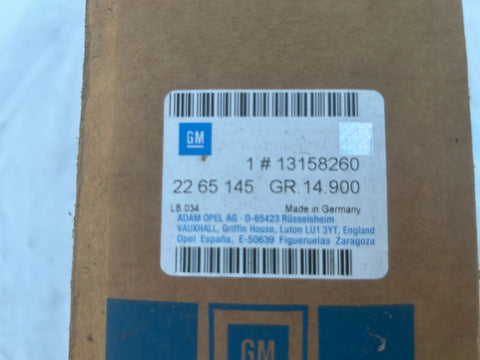 GM
1 # 13158260
22 65 145 GR.14.900
LB 034 Made in Germany
ADAM OPEL AG - D-65423 Rüsselsheim
VAUXHALL, Griffin House, Luton LU1 3YT, England
Opel España, E-50639 Figueruelas Zaragoza
GM